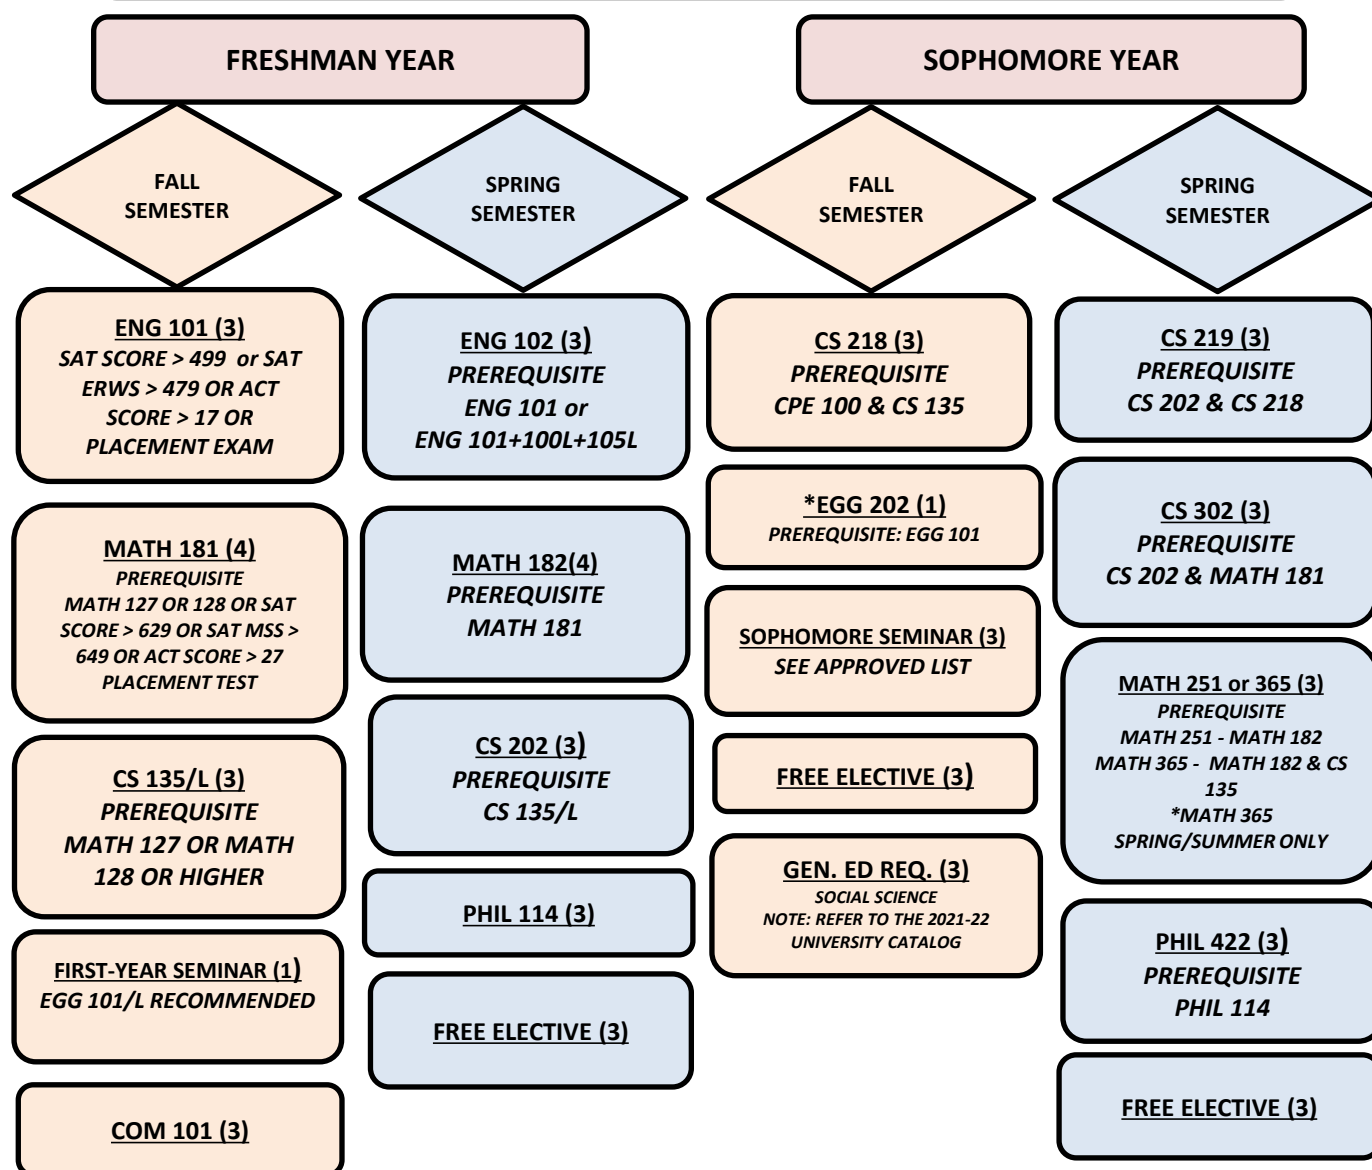 FRESHMAN YEAR
SOPHOMORE YEAR
FALL
SEMESTER
SPRING
SEMESTER
FALL
SEMESTER
SPRING
SEMESTER
ENG 101 (3)
SAT SCORE > 499 or SAT
ERWS > 479 OR ACT
SCORE > 17 OR
PLACEMENT EXAM
MATH 181 (4)
PREREQUISITE
MATH 127 OR 128 OR SAT
SCORE > 629 OR SAT MSS >
649 OR ACT SCORE > 27
PLACEMENT TEST
CS 135/L (3)
PREREQUISITE
MATH 127 OR MATH
128 OR HIGHER
FIRST-YEAR SEMINAR (1)
EGG 101/L RECOMMENDED
COM 101 (3)
ENG 102 (3)
PREREQUISITE
ENG 101 or
ENG 101+100L+105L
MATH 182(4)
PREREQUISITE
MATH 181
CS 202 (3)
PREREQUISITE
CS 135/L
PHIL 114 (3)
FREE ELECTIVE (3)
CS 218 (3)
PREREQUISITE
CPE 100 & CS 135
*EGG 202 (1)
PREREQUISITE: EGG 101
SOPHOMORE SEMINAR (3)
SEE APPROVED LIST
FREE ELECTIVE (3)
GEN. ED REQ. (3)
SOCIAL SCIENCE
NOTE: REFER TO THE 2021-22
UNIVERSITY CATALOG
CS 219 (3)
PREREQUISITE
CS 202 & CS 218
CS 302 (3)
PREREQUISITE
CS 202 & MATH 181
MATH 251 or 365 (3)
PREREQUISITE
MATH 251 - MATH 182
MATH 365 - MATH 182 & CS
135
*MATH 365
SPRING/SUMMER ONLY
PHIL 422 (3)
PREREQUISITE
PHIL 114
FREE ELECTIVE (3)